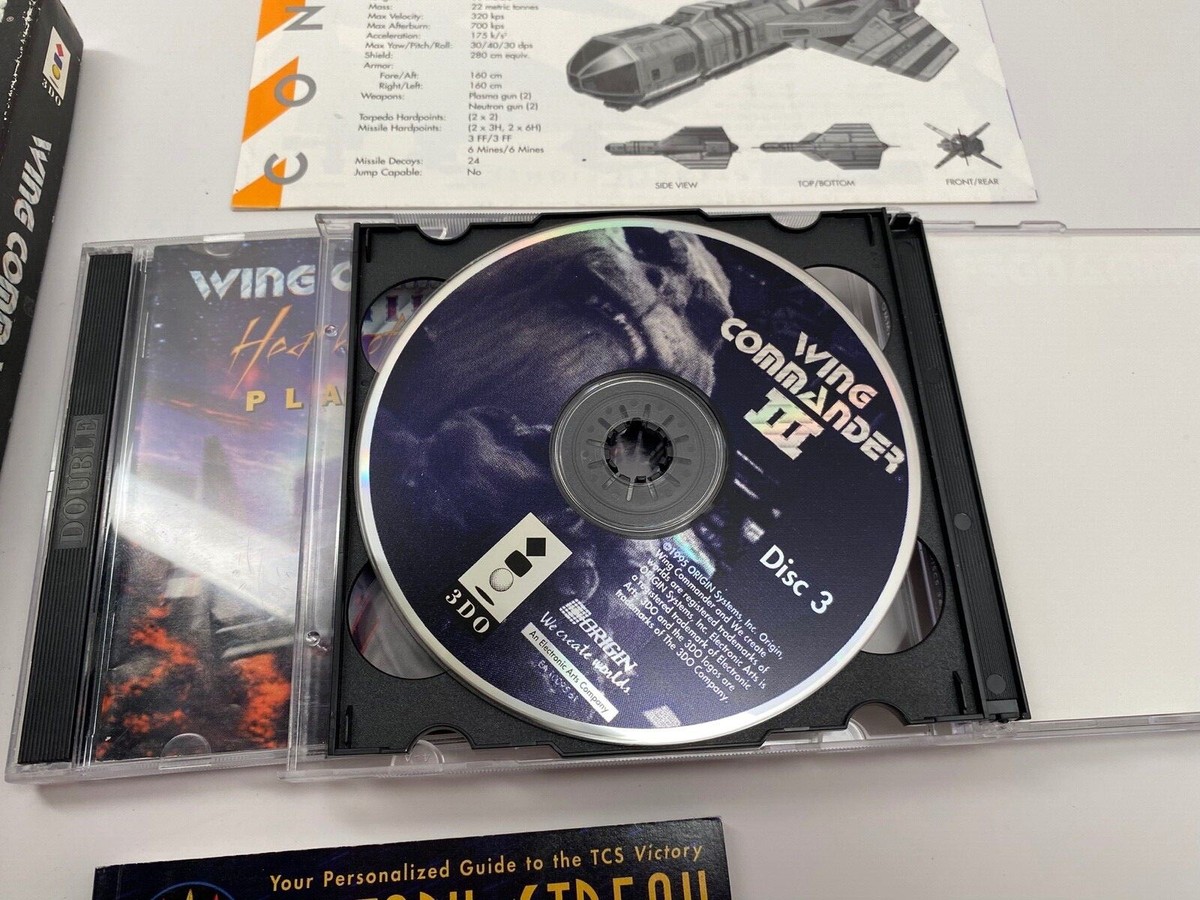 3DO
WING COMM
CON
Mass: 22 metric tonnes
Max Velocity: 320 kps
Max Afterburn: 700 kps
Acceleration: 175 k/s²
Max Yaw/Pitch/Roll: 30/40/30 dps
Shield: 280 cm equiv.
Armor:
Fore/Aft: 160 cm
Right/Left: 160 cm
Weapons: Plasma gun (2)
Neutron gun (2)
Torpedo Hardpoints: (2 x 2)
Missile Hardpoints: (2 x 3H, 2 x 6H)
3 FF/3 FF
6 Mines/6 Mines
Missile Decoys: 24
Jump Capable: No
SIDE VIEW
TOP/BOTTOM
FRONT/REAR
WING C
PLA
DOUBLE
WING
COMMANDER
III
Disc 3
©1995 ORIGIN Systems, Inc. Origin,
Wing Commander and We create
worlds are registered trademarks of
ORIGIN Systems, Inc. Electronic Arts is
a registered trademark of Electronic
Arts. 3DO and the 3DO logos are
trademarks of The 3DO Company.
3DO
ORIGIN
We create worlds
An Electronic Arts Company
Your Personalized Guide to the TCS Victory
STREAK